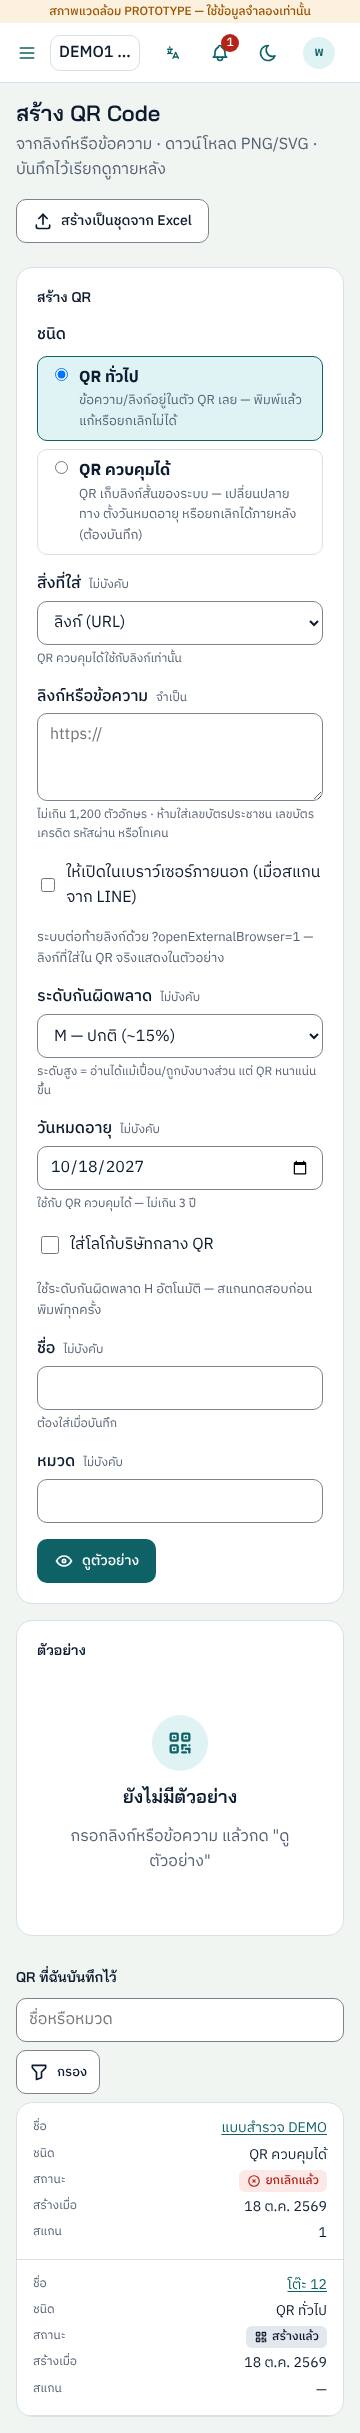 สภาพแวดล้อม PROTOTYPE — ใช้ข้อมูลจำลองเท่านั้น
DEMO1 ...
1
W
สร้าง QR Code
จากลิงก์หรือข้อความ · ดาวน์โหลด PNG/SVG ·
บันทึกไว้เรียกดูภายหลัง
สร้างเป็นชุดจาก Excel
สร้าง QR
ชนิด
QR ทั่วไป
ข้อความ/ลิงก์อยู่ในตัว QR เลย — พิมพ์แล้ว
แก้หรือยกเลิกไม่ได้
QR ควบคุมได้
QR เก็บลิงก์สั้นของระบบ — เปลี่ยนปลาย
ทาง ตั้งวันหมดอายุ หรือยกเลิกได้ภายหลัง
(ต้องบันทึก)
สิ่งที่ใส่ ไม่บังคับ
ลิงก์ (URL)
QR ควบคุมได้ใช้กับลิงก์เท่านั้น
ลิงก์หรือข้อความ จำเป็น
https://
ไม่เกิน 1,200 ตัวอักษร · ห้ามใส่เลขบัตรประชาชน เลขบัตร
เครดิต รหัสผ่าน หรือโทเคน
ให้เปิดในเบราว์เซอร์ภายนอก (เมื่อสแกน
จาก LINE)
ระบบต่อท้ายลิงก์ด้วย ?openExternalBrowser=1 —
ลิงก์ที่ใส่ใน QR จริงแสดงในตัวอย่าง
ระดับกันผิดพลาด ไม่บังคับ
M — ปกติ (~15%)
ระดับสูง = อ่านได้แม้เปื้อน/ถูกบังบางส่วน แต่ QR หนาแน่น
ขึ้น
วันหมดอายุ ไม่บังคับ
10/18/2027
ใช้กับ QR ควบคุมได้ — ไม่เกิน 3 ปี
ใส่โลโก้บริษัทกลาง QR
ใช้ระดับกันผิดพลาด H อัตโนมัติ — สแกนทดสอบก่อน
พิมพ์ทุกครั้ง
ชื่อ ไม่บังคับ
ต้องใส่เมื่อบันทึก
หมวด ไม่บังคับ
ดูตัวอย่าง
ตัวอย่าง
ยังไม่มีตัวอย่าง
กรอกลิงก์หรือข้อความ แล้วกด "ดู
ตัวอย่าง"
QR ที่ฉันบันทึกไว้
ชื่อหรือหมวด
กรอง
ชื่อ แบบสำรวจ DEMO
ชนิด QR ควบคุมได้
สถานะ ยกเลิกแล้ว
สร้างเมื่อ 18 ต.ค. 2569
สแกน 1
ชื่อ โต๊ะ 12
ชนิด QR ทั่วไป
สถานะ สร้างแล้ว
สร้างเมื่อ 18 ต.ค. 2569
สแกน —